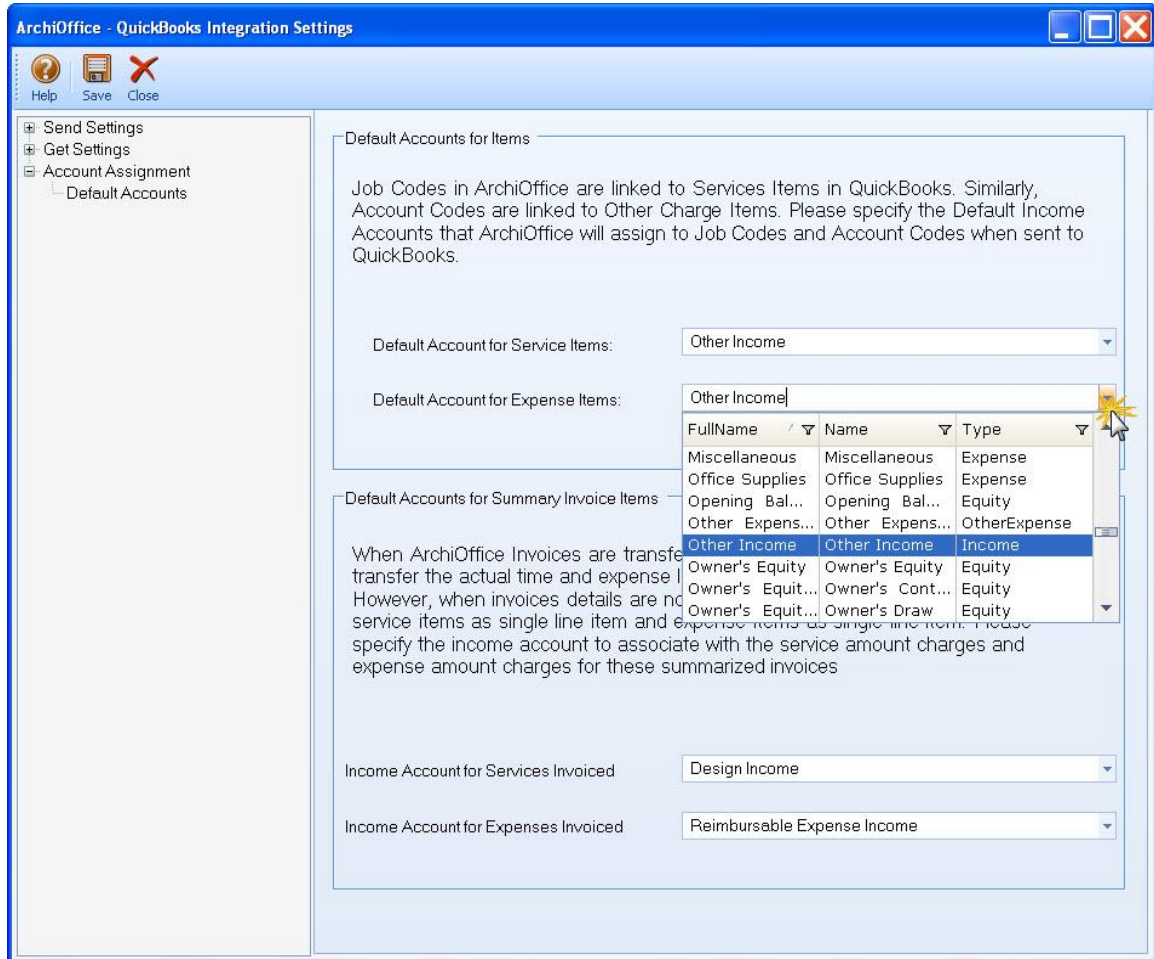 ArchiOffice - QuickBooks Integration Settings
Help Save Close
Send Settings
Get Settings
Account Assignment
Default Accounts
Default Accounts for Items
Job Codes in ArchiOffice are linked to Services Items in QuickBooks. Similarly,
Account Codes are linked to Other Charge Items. Please specify the Default Income
Accounts that ArchiOffice will assign to Job Codes and Account Codes when sent to
QuickBooks.
Default Account for Service Items: Other Income
Default Account for Expense Items: Other Income
FullName Name Type
Miscellaneous Miscellaneous Expense
Office Supplies Office Supplies Expense
Opening Bal... Opening Bal... Equity
Other Expens... Other Expens... OtherExpense
Other Income Other Income Income
Owner's Equity Owner's Equity Equity
Owner's Equit... Owner's Cont... Equity
Owner's Equit... Owner's Draw Equity
Default Accounts for Summary Invoice Items
When ArchiOffice Invoices are transfe
transfer the actual time and expense l
However, when invoices details are no
service items as single line item and expense items as single line item. Please
specify the income account to associate with the service amount charges and
expense amount charges for these summarized invoices
Income Account for Services Invoiced Design Income
Income Account for Expenses Invoiced Reimbursable Expense Income